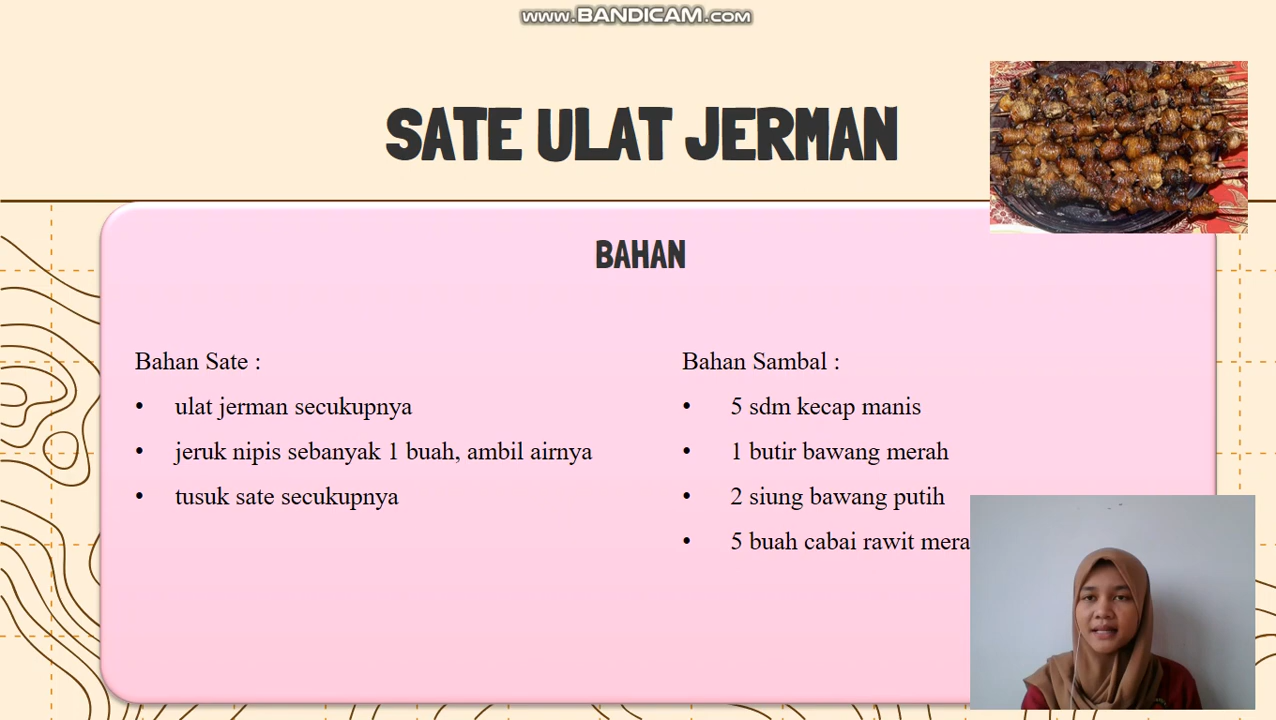 www.BANDICAM.com
SATE ULAT JERMAN
BAHAN
Bahan Sate :
• ulat jerman secukupnya
• jeruk nipis sebanyak 1 buah, ambil airnya
• tusuk sate secukupnya
Bahan Sambal :
• 5 sdm kecap manis
• 1 butir bawang merah
• 2 siung bawang putih
• 5 buah cabai rawit mera